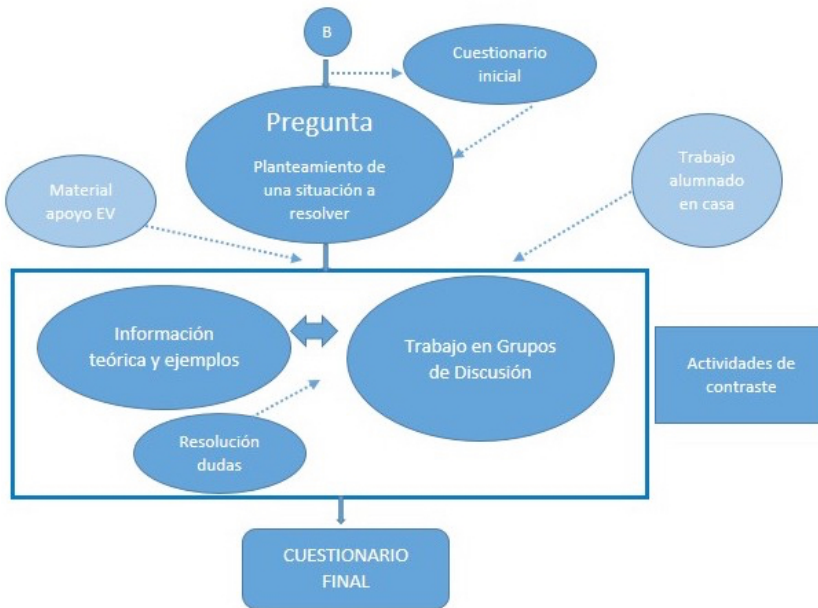 B
Cuestionario
inicial
Pregunta
Planteamiento de
una situación a
resolver
Trabajo
alumnado
en casa
Material
apoyo EV
Información
teórica y ejemplos
Trabajo en Grupos
de Discusión
Actividades de
contraste
Resolución
dudas
CUESTIONARIO
FINAL